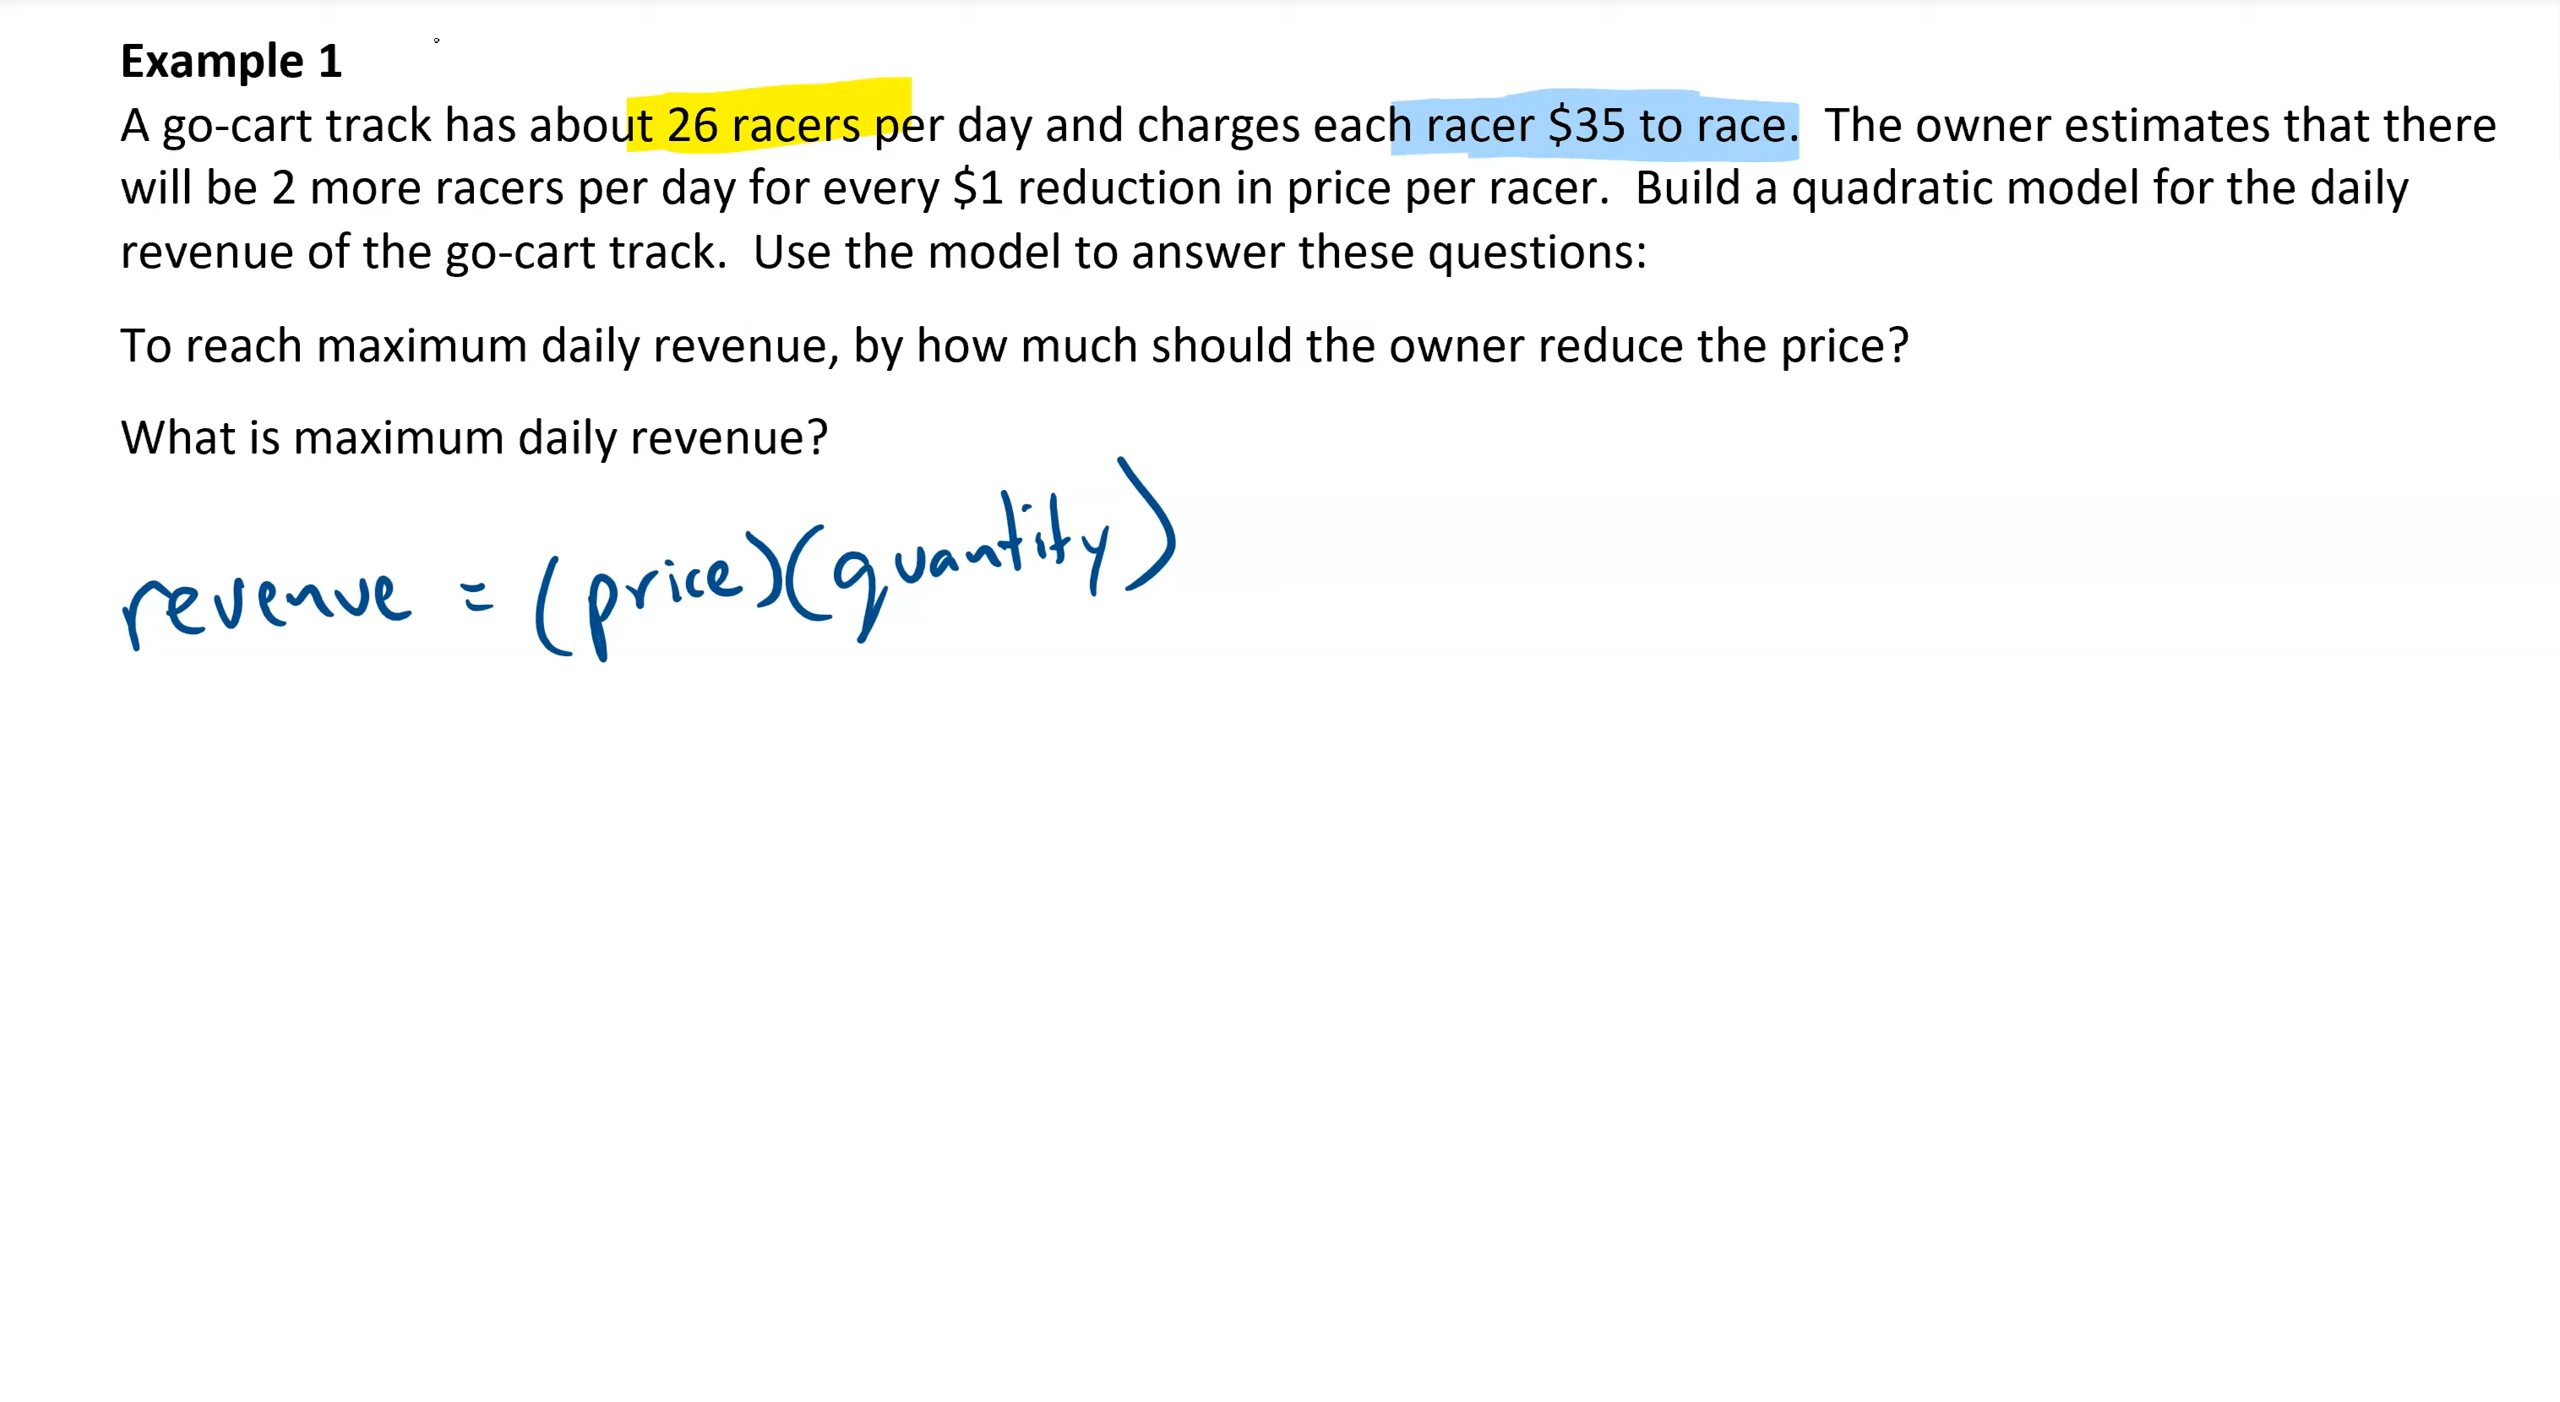 Example 1
A go-cart track has about 26 racers per day and charges each racer $35 to race. The owner estimates that there
will be 2 more racers per day for every $1 reduction in price per racer. Build a quadratic model for the daily
revenue of the go-cart track. Use the model to answer these questions:
To reach maximum daily revenue, by how much should the owner reduce the price?
What is maximum daily revenue?
revenue = (price)(quantity)